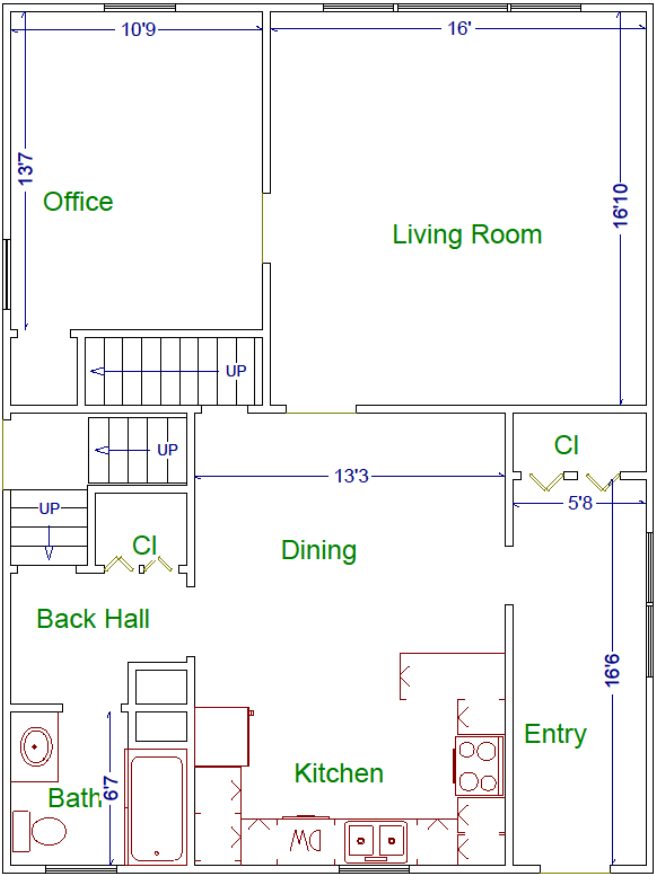 10'9
16'
13'7
Office
16'10
Living Room
UP
UP
Cl
13'3
5'8
UP
Cl
Dining
Back Hall
16'6
Entry
Kitchen
6'7
Bath
DW